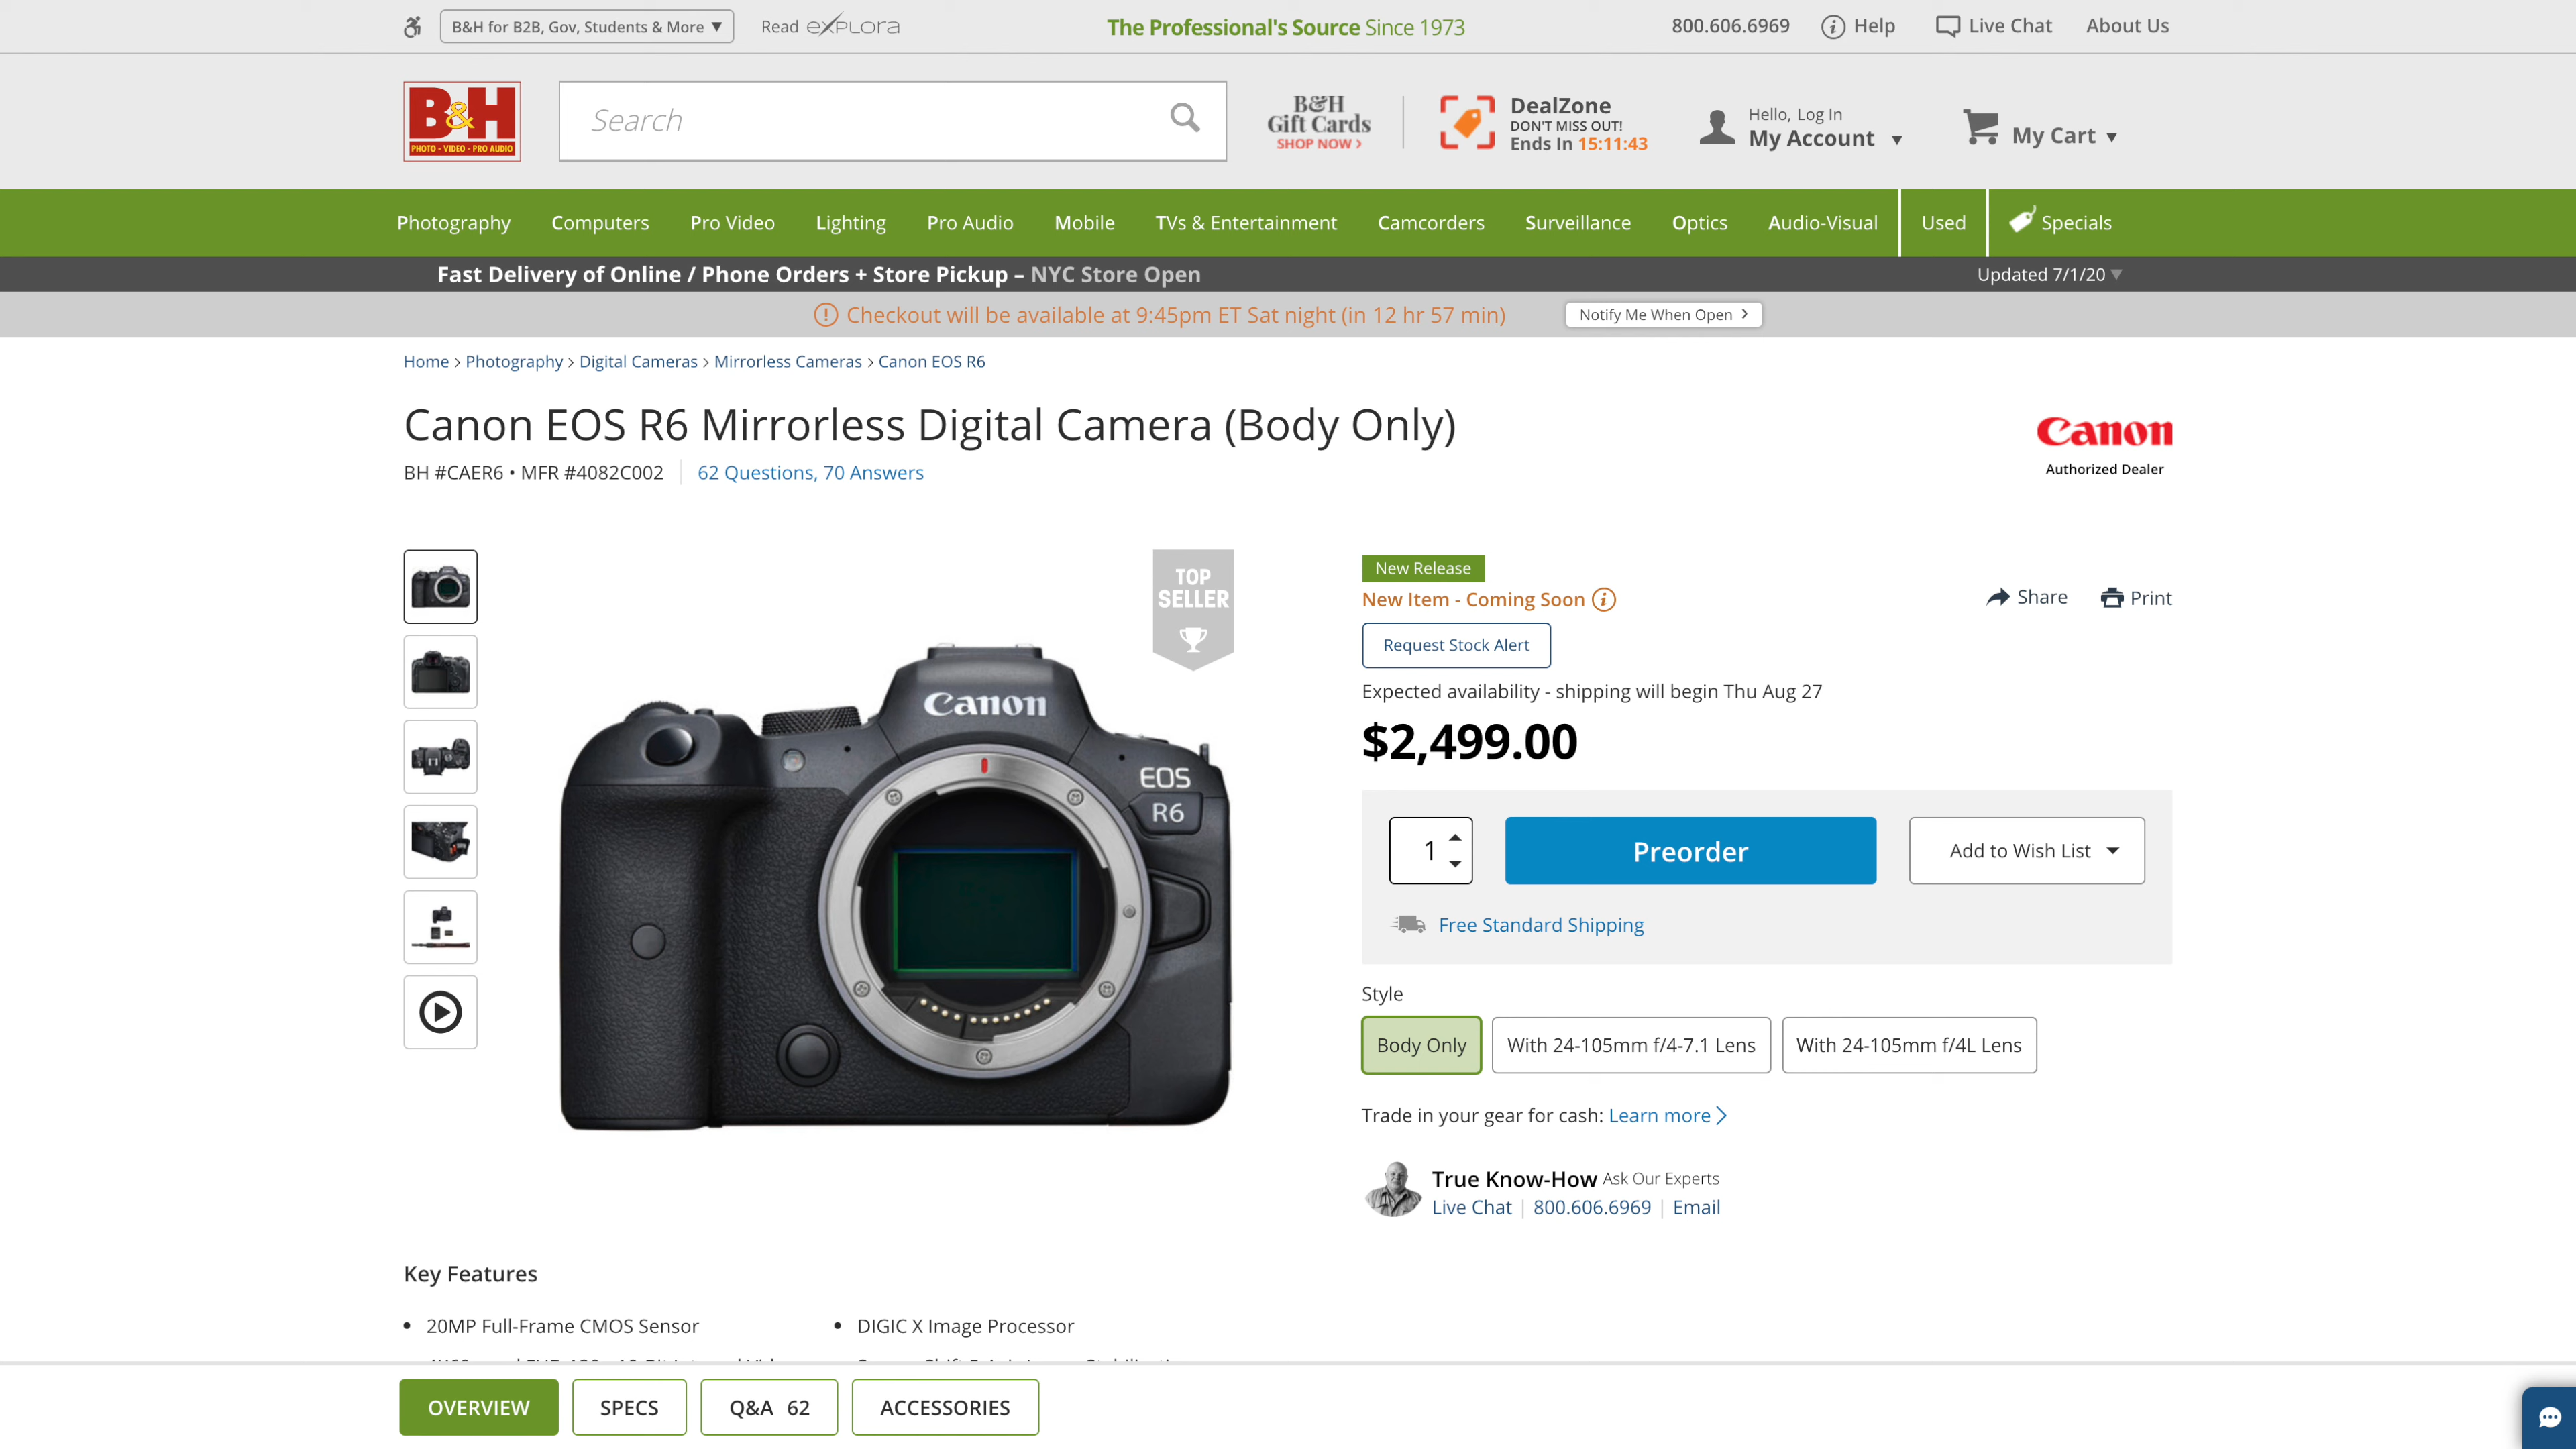 B&H for B2B, Gov, Students & More ▼
Read eXPLORA
The Professional's Source Since 1973
800.606.6969
Help
Live Chat
About Us
B&H
PHOTO - VIDEO - PRO AUDIO
Search
B&H
Gift Cards
SHOP NOW >
DealZone
DON'T MISS OUT!
Ends In 15:11:43
Hello, Log In
My Account ▼
My Cart ▼
Photography Computers Pro Video Lighting Pro Audio Mobile TVs & Entertainment Camcorders Surveillance Optics Audio-Visual Used Specials
Fast Delivery of Online / Phone Orders + Store Pickup – NYC Store Open
Updated 7/1/20 ▼
Checkout will be available at 9:45pm ET Sat night (in 12 hr 57 min)
Notify Me When Open >
Home > Photography > Digital Cameras > Mirrorless Cameras > Canon EOS R6
Canon EOS R6 Mirrorless Digital Camera (Body Only)
BH #CAER6 • MFR #4082C002
62 Questions, 70 Answers
Canon
Authorized Dealer
TOP
SELLER
Canon
EOS
R6
New Release
New Item - Coming Soon
Share
Print
Request Stock Alert
Expected availability - shipping will begin Thu Aug 27
$2,499.00
1
Preorder
Add to Wish List
Free Standard Shipping
Style
Body Only
With 24-105mm f/4-7.1 Lens
With 24-105mm f/4L Lens
Trade in your gear for cash: Learn more >
True Know-How Ask Our Experts
Live Chat | 800.606.6969 | Email
Key Features
• 20MP Full-Frame CMOS Sensor
• DIGIC X Image Processor
OVERVIEW
SPECS
Q&A 62
ACCESSORIES